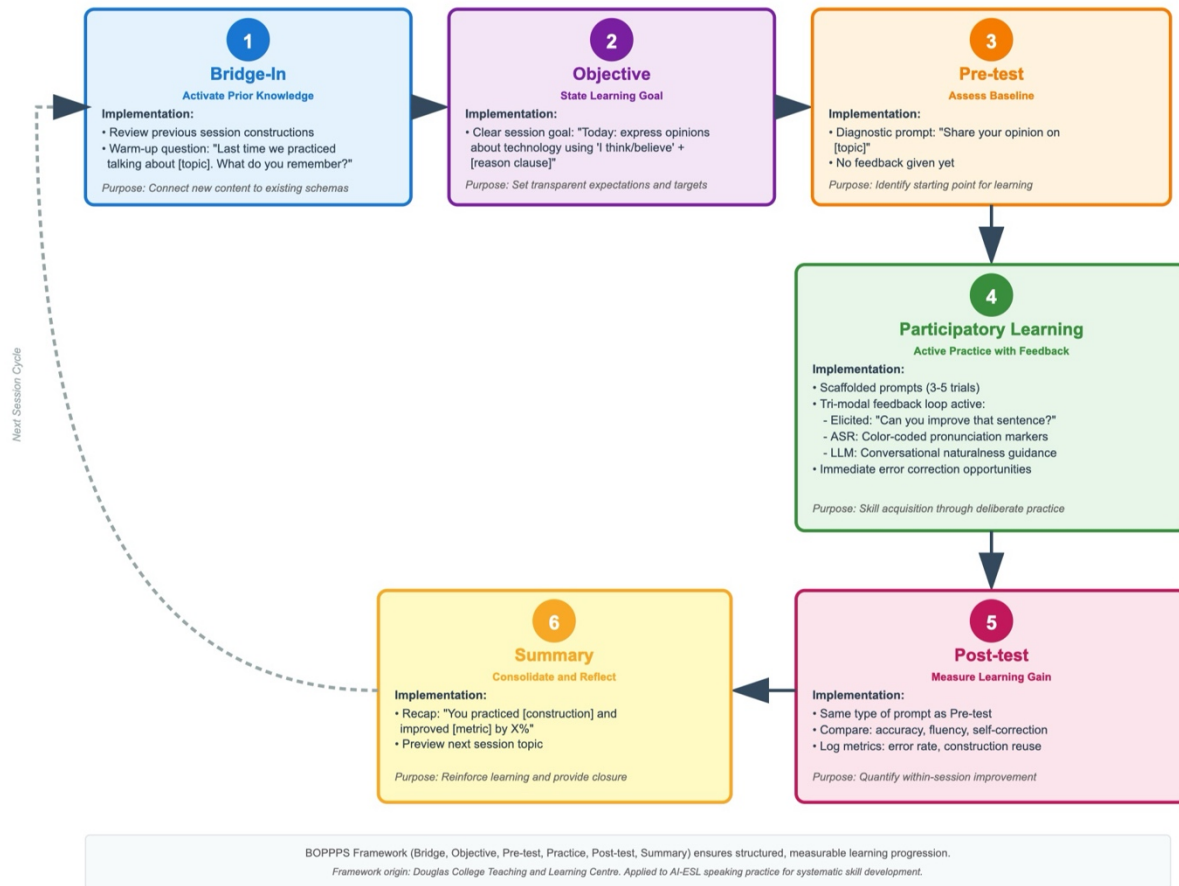 1
Bridge-In
Activate Prior Knowledge
Implementation:
• Review previous session constructions
• Warm-up question: "Last time we practiced
talking about [topic]. What do you remember?"
Purpose: Connect new content to existing schemas
2
Objective
State Learning Goal
Implementation:
• Clear session goal: "Today: express opinions
about technology using 'I think/believe' +
[reason clause]"
Purpose: Set transparent expectations and targets
3
Pre-test
Assess Baseline
Implementation:
• Diagnostic prompt: "Share your opinion on
[topic]"
• No feedback given yet
Purpose: Identify starting point for learning
4
Participatory Learning
Active Practice with Feedback
Implementation:
• Scaffolded prompts (3-5 trials)
• Tri-modal feedback loop active:
- Elicited: "Can you improve that sentence?"
- ASR: Color-coded pronunciation markers
- LLM: Conversational naturalness guidance
• Immediate error correction opportunities
Purpose: Skill acquisition through deliberate practice
5
Post-test
Measure Learning Gain
Implementation:
• Same type of prompt as Pre-test
• Compare: accuracy, fluency, self-correction
• Log metrics: error rate, construction reuse
Purpose: Quantify within-session improvement
6
Summary
Consolidate and Reflect
Implementation:
• Recap: "You practiced [construction] and
improved [metric] by X%"
• Preview next session topic
Purpose: Reinforce learning and provide closure
Next Session Cycle
BOPPPS Framework (Bridge, Objective, Pre-test, Practice, Post-test, Summary) ensures structured, measurable learning progression.
Framework origin: Douglas College Teaching and Learning Centre. Applied to AI-ESL speaking practice for systematic skill development.